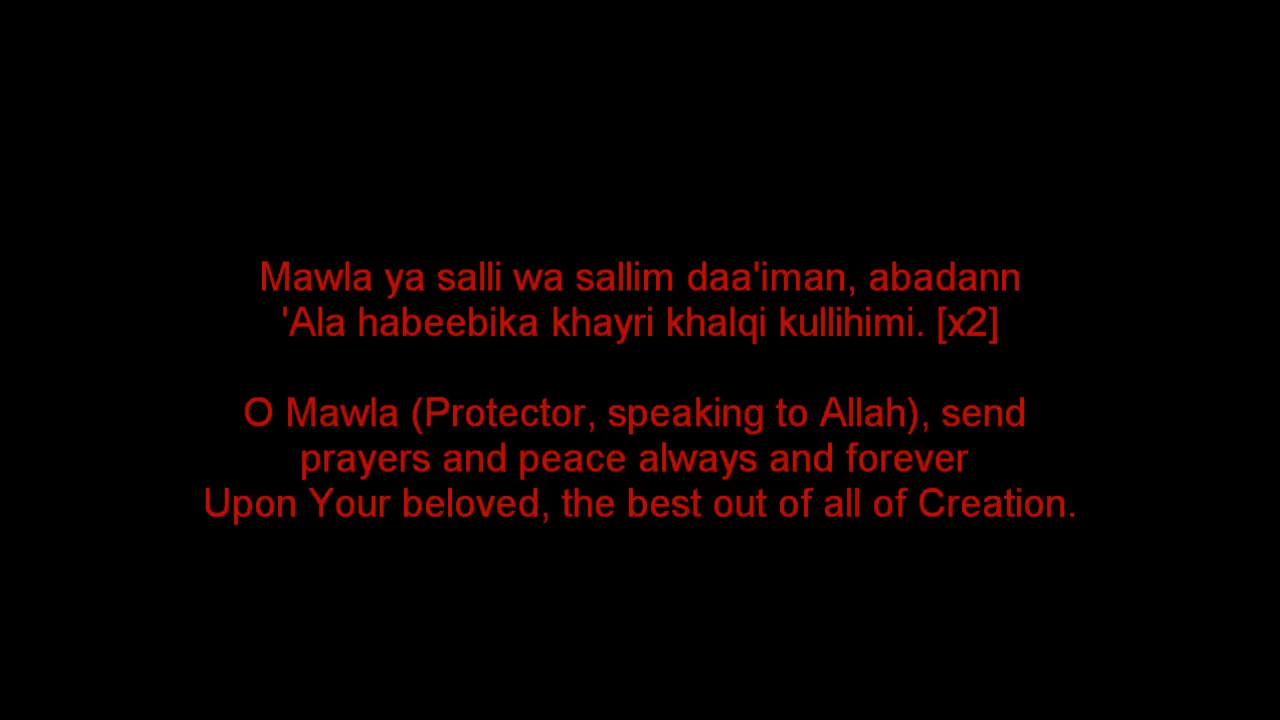 Mawla ya salli wa sallim daa'iman, abadann
'Ala habeebika khayri khalqi kullihimi. [x2]
O Mawla (Protector, speaking to Allah), send
prayers and peace always and forever
Upon Your beloved, the best out of all of Creation.